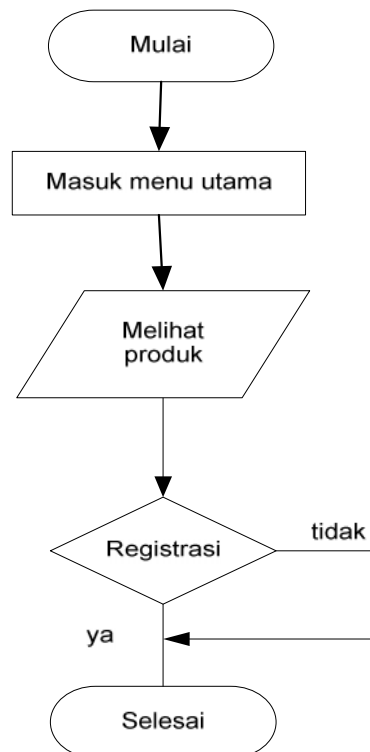 Mulai
Masuk menu utama
Melihat
produk
Registrasi
tidak
ya
Selesai